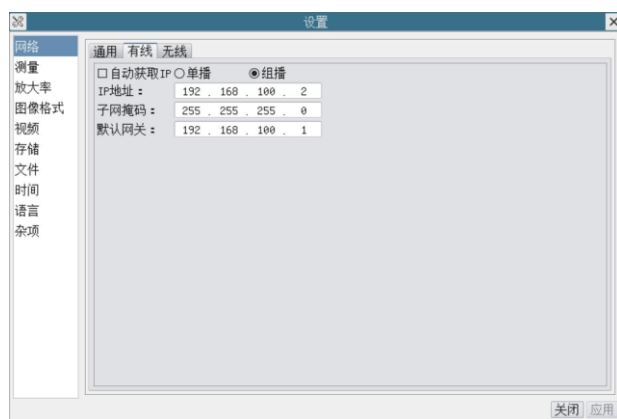 设置
网络
测量
放大率
图像格式
视频
存储
文件
时间
语言
杂项
通用 有线 无线
自动获取IP 单播 组播
IP地址： 192 . 168 . 100 . 2
子网掩码： 255 . 255 . 255 . 0
默认网关： 192 . 168 . 100 . 1
关闭 应用